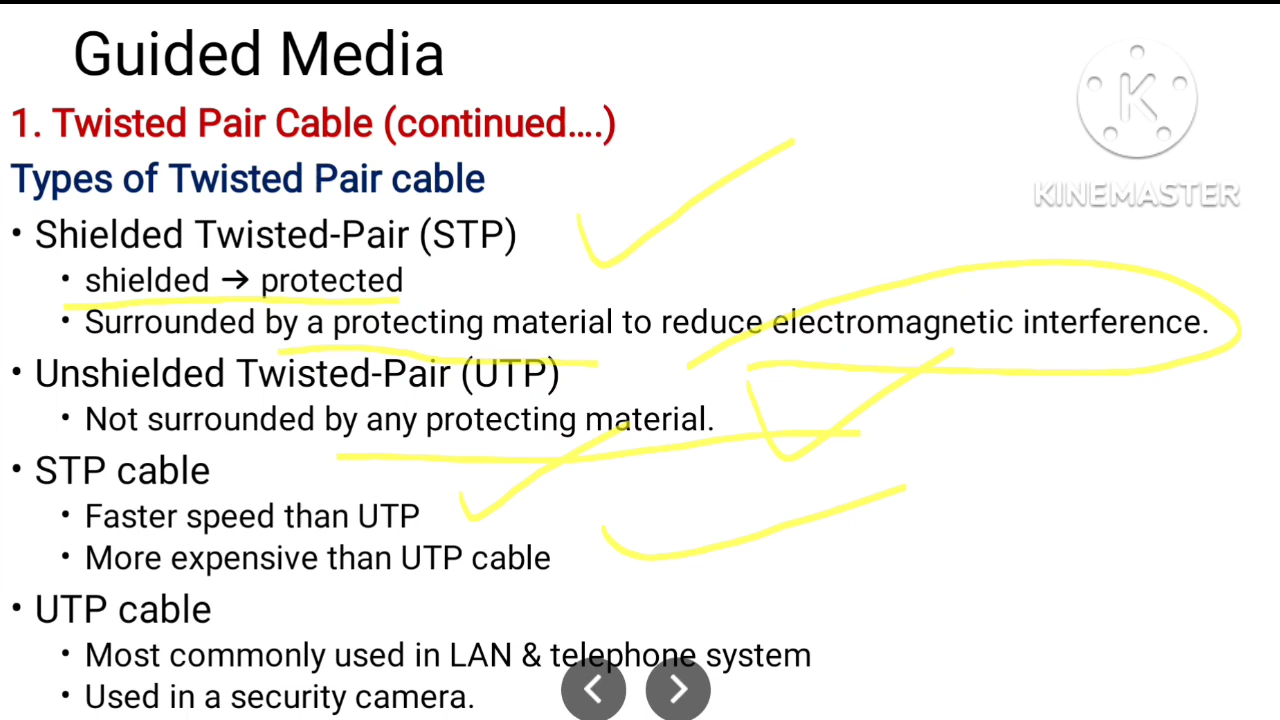 Guided Media
1. Twisted Pair Cable (continued....)
Types of Twisted Pair cable
• Shielded Twisted-Pair (STP)
• shielded → protected
• Surrounded by a protecting material to reduce electromagnetic interference.
• Unshielded Twisted-Pair (UTP)
• Not surrounded by any protecting material.
• STP cable
• Faster speed than UTP
• More expensive than UTP cable
• UTP cable
• Most commonly used in LAN & telephone system
• Used in a security camera.
K
KINEMASTER